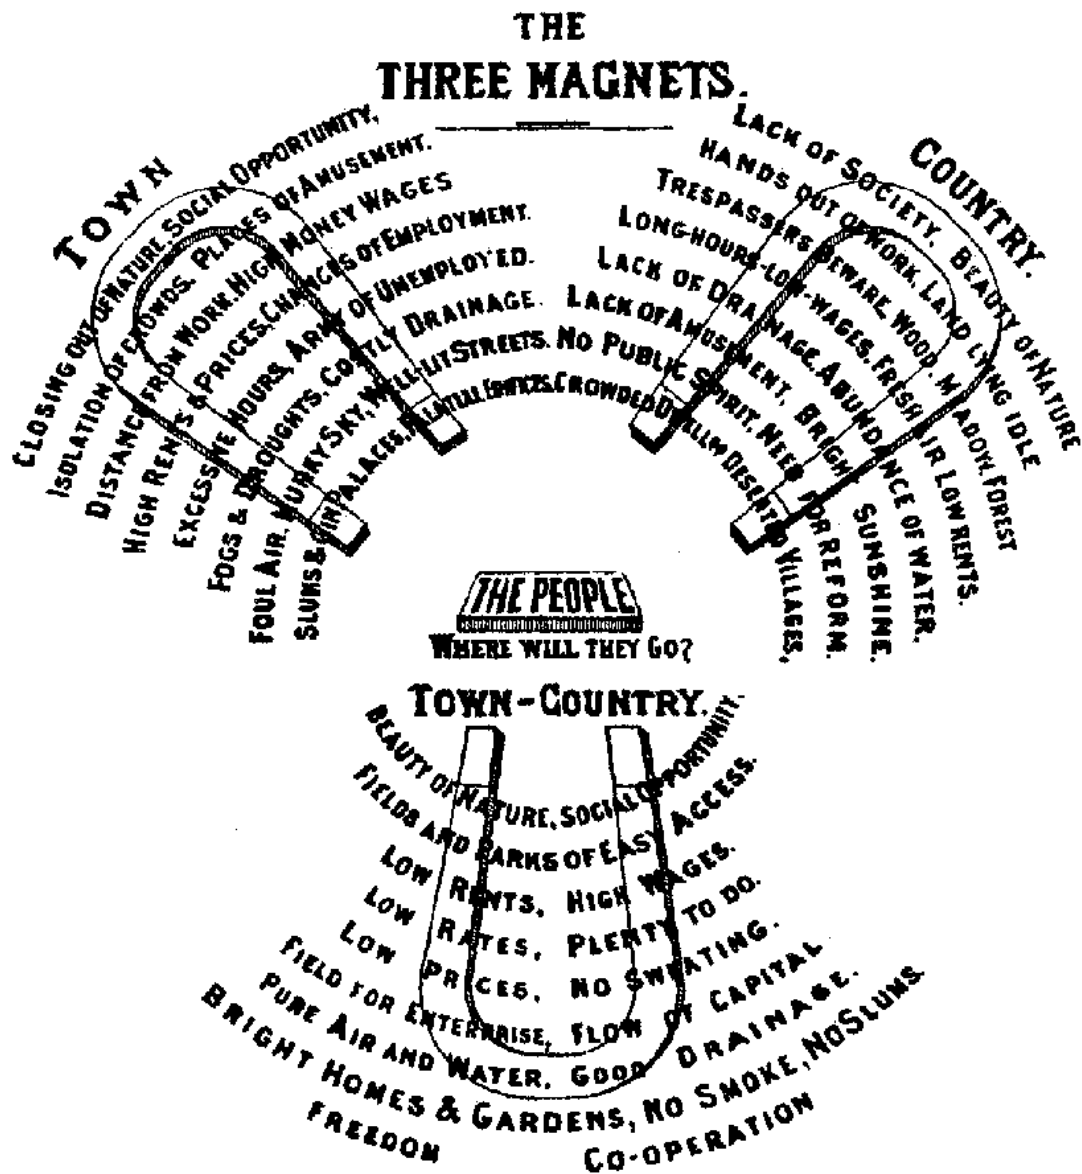 THE
THREE MAGNETS.
TOWN
CLOSING OUT OF NATURE. SOCIAL OPPORTUNITY,
ISOLATION OF CROWDS. PLACES OF AMUSEMENT.
DISTANCE FROM WORK. HIGH MONEY WAGES
HIGH RENTS & PRICES. CHANCES OF EMPLOYMENT.
EXCESSIVE HOURS, ARMY OF UNEMPLOYED.
FOGS & DROUGHTS. COSTLY DRAINAGE.
FOUL AIR. MURKY SKY, WELL-LIT STREETS.
SLUMS & GIN PALACES,
COUNTRY.
LACK OF SOCIETY. BEAUTY OF NATURE
HANDS OUT OF WORK, LAND LYING IDLE
TRESPASSERS BEWARE. WOOD, MEADOW, FOREST
LONG-HOURS-LOW-WAGES. FRESH AIR LOW RENTS.
LACK OF DRAINAGE. ABUNDANCE OF WATER.
LACK OF AMUSEMENT, BRIGHT SUNSHINE.
NO PUBLIC SPIRIT, NEED FOR REFORM.
CROWDED DESERTED VILLAGES,
THE PEOPLE
WHERE WILL THEY GO?
TOWN-COUNTRY.
BEAUTY OF NATURE, SOCIAL OPPORTUNITY.
FIELDS AND PARKS OF EASY ACCESS.
LOW RENTS, HIGH WAGES.
LOW RATES, PLENTY TO DO.
LOW PRICES, NO SWEATING.
FIELD FOR ENTERPRISE, FLOW OF CAPITAL
PURE AIR AND WATER, GOOD DRAINAGE.
BRIGHT HOMES & GARDENS, NO SMOKE, NO SLUMS.
FREEDOM CO-OPERATION